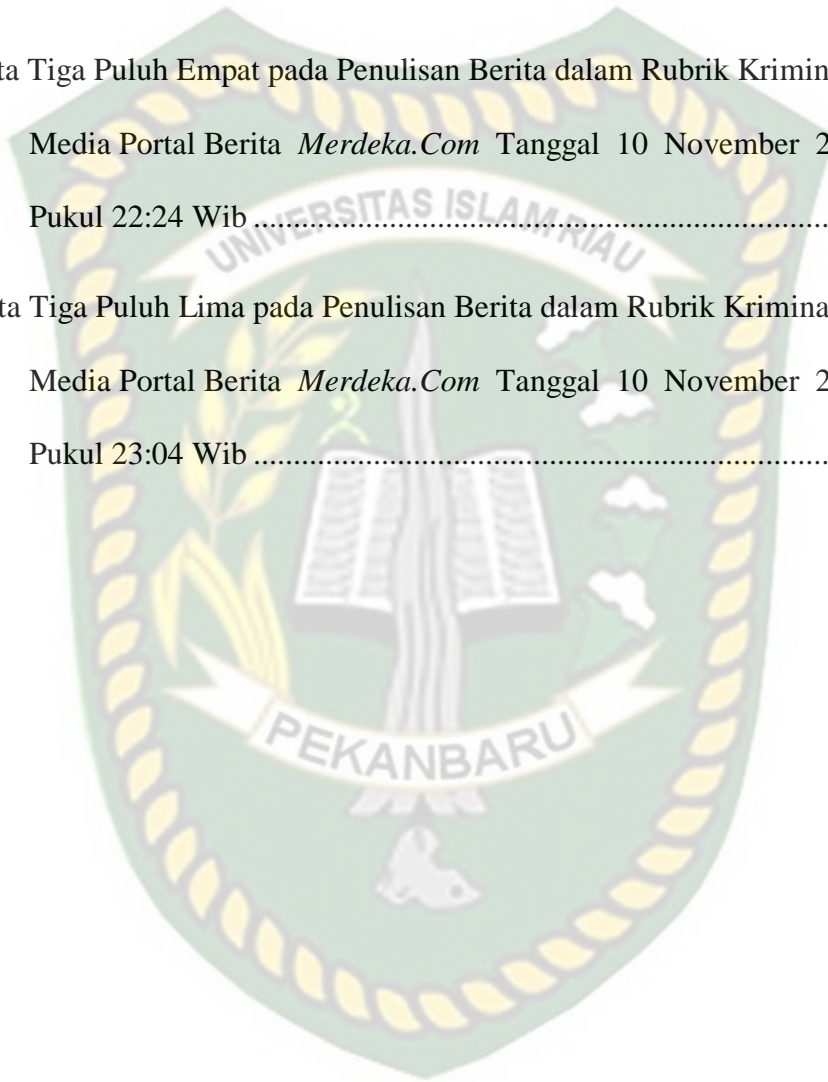 ta Tiga Puluh Empat pada Penulisan Berita dalam Rubrik Krimin
Media Portal Berita Merdeka.Com Tanggal 10 November 2
Pukul 22:24 Wib ........................................................................
UNIVERSITAS ISLAM RIAU
ta Tiga Puluh Lima pada Penulisan Berita dalam Rubrik Krimina
Media Portal Berita Merdeka.Com Tanggal 10 November 2
Pukul 23:04 Wib ........................................................................
PEKANBARU